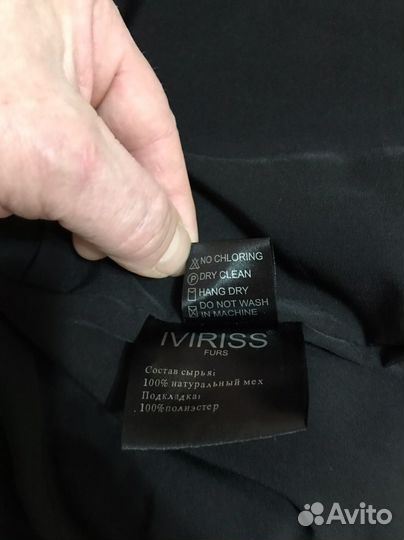 NO CHLORING
DRY CLEAN
HANG DRY
DO NOT WASH
IN MACHINE
IVIRISS
FURS
Состав сырья:
100% натуральный мех
Подкладка:
100%полиэстер
Avito